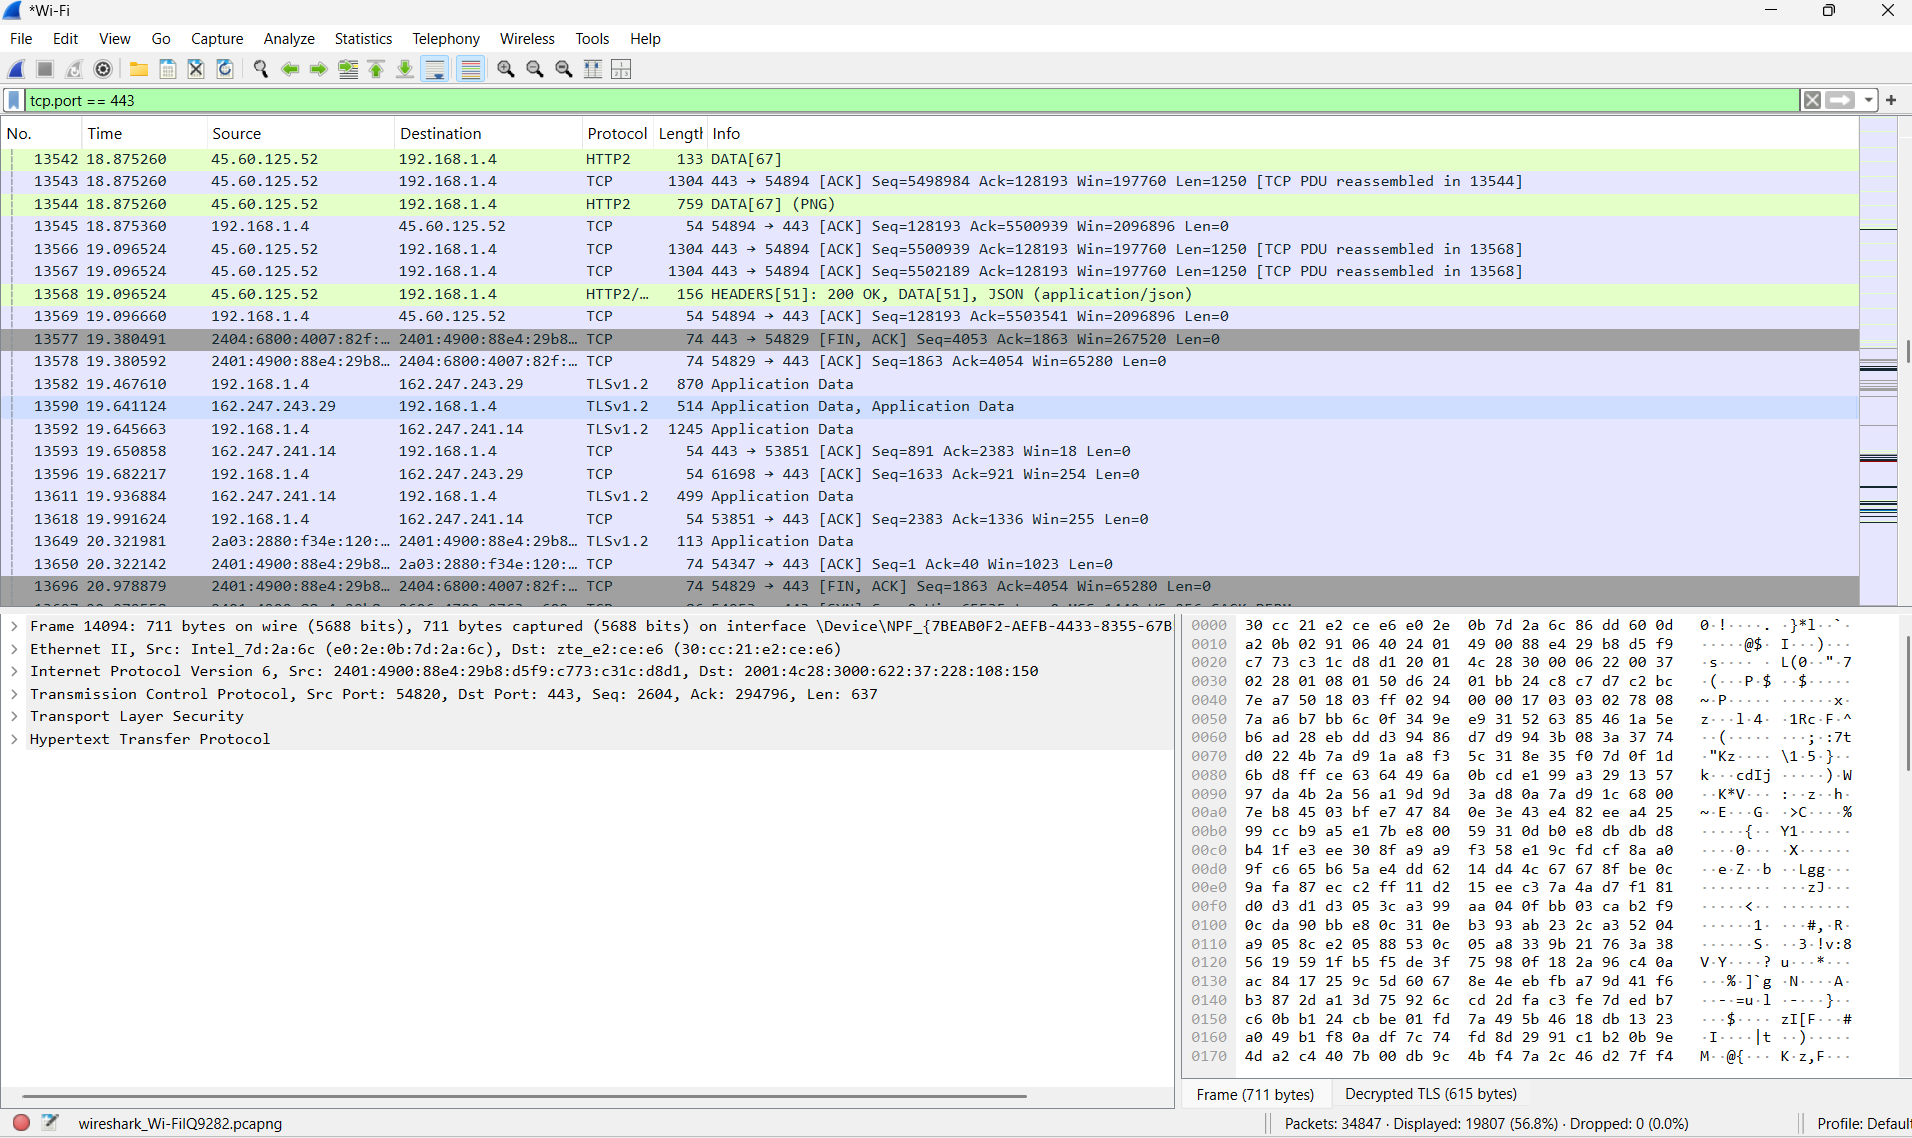 *Wi-Fi
File Edit View Go Capture Analyze Statistics Telephony Wireless Tools Help
tcp.port == 443
No. Time Source Destination Protocol Length Info
13542 18.875260 45.60.125.52 192.168.1.4 HTTP2 133 DATA[67]
13543 18.875260 45.60.125.52 192.168.1.4 TCP 1304 443 → 54894 [ACK] Seq=5498984 Ack=128193 Win=197760 Len=1250 [TCP PDU reassembled in 13544]
13544 18.875260 45.60.125.52 192.168.1.4 HTTP2 759 DATA[67] (PNG)
13545 18.875360 192.168.1.4 45.60.125.52 TCP 54 54894 → 443 [ACK] Seq=128193 Ack=5500939 Win=2096896 Len=0
13566 19.096524 45.60.125.52 192.168.1.4 TCP 1304 443 → 54894 [ACK] Seq=5500939 Ack=128193 Win=197760 Len=1250 [TCP PDU reassembled in 13568]
13567 19.096524 45.60.125.52 192.168.1.4 TCP 1304 443 → 54894 [ACK] Seq=5502189 Ack=128193 Win=197760 Len=1250 [TCP PDU reassembled in 13568]
13568 19.096524 45.60.125.52 192.168.1.4 HTTP2/… 156 HEADERS[51]: 200 OK, DATA[51], JSON (application/json)
13569 19.096660 192.168.1.4 45.60.125.52 TCP 54 54894 → 443 [ACK] Seq=128193 Ack=5503541 Win=2096896 Len=0
13577 19.380491 2404:6800:4007:82f:… 2401:4900:88e4:29b8… TCP 74 443 → 54829 [FIN, ACK] Seq=4053 Ack=1863 Win=267520 Len=0
13578 19.380592 2401:4900:88e4:29b8… 2404:6800:4007:82f:… TCP 74 54829 → 443 [ACK] Seq=1863 Ack=4054 Win=65280 Len=0
13582 19.467610 192.168.1.4 162.247.243.29 TLSv1.2 870 Application Data
13590 19.641124 162.247.243.29 192.168.1.4 TLSv1.2 514 Application Data, Application Data
13592 19.645663 192.168.1.4 162.247.241.14 TLSv1.2 1245 Application Data
13593 19.650858 162.247.241.14 192.168.1.4 TCP 54 443 → 53851 [ACK] Seq=891 Ack=2383 Win=18 Len=0
13596 19.682217 192.168.1.4 162.247.243.29 TCP 54 61698 → 443 [ACK] Seq=1633 Ack=921 Win=254 Len=0
13611 19.936884 162.247.241.14 192.168.1.4 TLSv1.2 499 Application Data
13618 19.991624 192.168.1.4 162.247.241.14 TCP 54 53851 → 443 [ACK] Seq=2383 Ack=1336 Win=255 Len=0
13649 20.321981 2a03:2880:f34e:120:… 2401:4900:88e4:29b8… TLSv1.2 113 Application Data
13650 20.322142 2401:4900:88e4:29b8… 2a03:2880:f34e:120:… TCP 74 54347 → 443 [ACK] Seq=1 Ack=40 Win=1023 Len=0
13696 20.978879 2401:4900:88e4:29b8… 2404:6800:4007:82f:… TCP 74 54829 → 443 [FIN, ACK] Seq=1863 Ack=4054 Win=65280 Len=0
Frame 14094: 711 bytes on wire (5688 bits), 711 bytes captured (5688 bits) on interface \Device\NPF_{7BEAB0F2-AEFB-4433-8355-67B
Ethernet II, Src: Intel_7d:2a:6c (e0:2e:0b:7d:2a:6c), Dst: zte_e2:ce:e6 (30:cc:21:e2:ce:e6)
Internet Protocol Version 6, Src: 2401:4900:88e4:29b8:d5f9:c773:c31c:d8d1, Dst: 2001:4c28:3000:622:37:228:108:150
Transmission Control Protocol, Src Port: 54820, Dst Port: 443, Seq: 2604, Ack: 294796, Len: 637
Transport Layer Security
Hypertext Transfer Protocol
0000 30 cc 21 e2 ce e6 e0 2e 0b 7d 2a 6c 86 dd 60 0d 0·!····. ·}*l··`·
0010 a2 0b 02 91 06 40 24 01 49 00 88 e4 29 b8 d5 f9 ·····@$· I···)···
0020 c7 73 c3 1c d8 d1 20 01 4c 28 30 00 06 22 00 37 ·s···· · L(0··"·7
0030 02 28 01 08 01 50 d6 24 01 bb 24 c8 c7 d7 c2 bc ·(···P·$ ··$·····
0040 7e a7 50 18 03 ff 02 94 00 00 17 03 03 02 78 08 ~·P····· ······x·
0050 7a a6 b7 bb 6c 0f 34 9e e9 31 52 63 85 46 1a 5e z···l·4· ·1Rc·F·^
0060 b6 ad 28 eb dd d3 94 86 d7 d9 94 3b 08 3a 37 74 ··(····· ···;·:7t
0070 d0 22 4b 7a d9 1a a8 f3 5c 31 8e 35 f0 7d 0f 1d ·"Kz···· \1·5·}··
0080 6b d8 ff ce 63 64 49 6a 0b cd e1 99 a3 29 13 57 k···cdIj ·····)·W
0090 97 da 4b 2a 56 a1 9d 9d 3a d8 0a 7a d9 1c 68 00 ··K*V··· :··z··h·
00a0 7e b8 45 03 bf e7 47 84 0e 3e 43 e4 82 ee a4 25 ~·E···G· ·>C····%
00b0 99 cc b9 a5 e1 7b e8 00 59 31 0d b0 e8 db db d8 ·····{·· Y1······
00c0 b4 1f e3 ee 30 8f a9 a9 f3 58 e1 9c fd cf 8a a0 ····0··· ·X······
00d0 9f c6 65 b6 5a e4 dd 62 14 d4 4c 67 67 8f be 0c ··e·Z··b ··Lgg···
00e0 9a fa 87 ec c2 ff 11 d2 15 ee c3 7a 4a d7 f1 81 ········ ···zJ···
00f0 d0 d3 d1 d3 05 3c a3 99 aa 04 0f bb 03 ca b2 f9 ·····<·· ········
0100 0c da 90 bb e8 0c 31 0e b3 93 ab 23 2c a3 52 04 ······1· ···#,·R·
0110 a9 05 8c e2 05 88 53 0c 05 a8 33 9b 21 76 3a 38 ······S· ··3·!v:8
0120 56 19 59 1f b5 f5 de 3f 75 98 0f 18 2a 96 c4 0a V·Y····? u···*···
0130 ac 84 17 25 9c 5d 60 67 8e 4e eb fb a7 9d 41 f6 ···%·]`g ·N····A·
0140 b3 87 2d a1 3d 75 92 6c cd 2d fa c3 fe 7d ed b7 ··-·=u·l ·-···}··
0150 c6 0b b1 24 cb be 01 fd 7a 49 5b 46 18 db 13 23 ···$···· zI[F···#
0160 a0 49 b1 f8 0a df 7c 74 fd 8d 29 91 c1 b2 0b 9e ·I····|t ··)·····
0170 4d a2 c4 40 7b 00 db 9c 4b f4 7a 2c 46 d2 7f f4 M··@{··· K·z,F···
Frame (711 bytes) Decrypted TLS (615 bytes)
wireshark_Wi-FiIQ9282.pcapng Packets: 34847 · Displayed: 19807 (56.8%) · Dropped: 0 (0.0%) Profile: Default